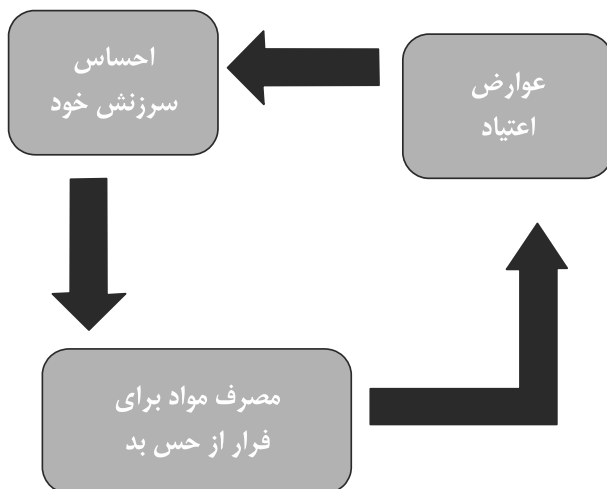 عوارض
اعتیاد
احساس
سرزنش خود
مصرف مواد برای
فرار از حس بد